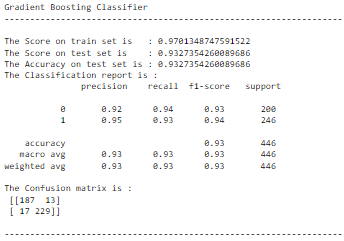 Gradient Boosting Classifier
----------------------------------------------------------------------
The Score on train set is   : 0.9701348747591522
The Score on test set is    : 0.9327354260089686
The Accuracy on test set is : 0.9327354260089686
The Classification report is :
precision    recall  f1-score   support
0       0.92      0.94      0.93       200
1       0.95      0.93      0.94       246
accuracy                           0.93       446
macro avg       0.93      0.93      0.93       446
weighted avg       0.93      0.93      0.93       446
The Confusion matrix is :
[[187  13]
[ 17 229]]
----------------------------------------------------------------------